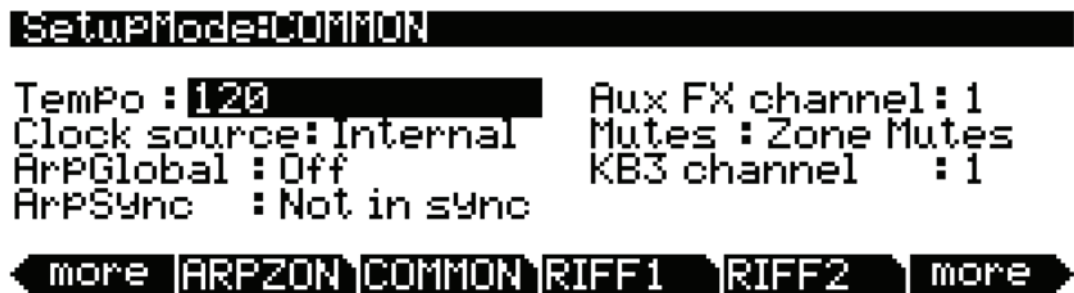 SetupMode:COMMON
Tempo :120 Aux FX channel:1
Clock source:Internal Mutes :Zone Mutes
ArpGlobal :Off KB3 channel :1
ArpSync :Not in sync
more ARPZON COMMON RIFF1 RIFF2 more